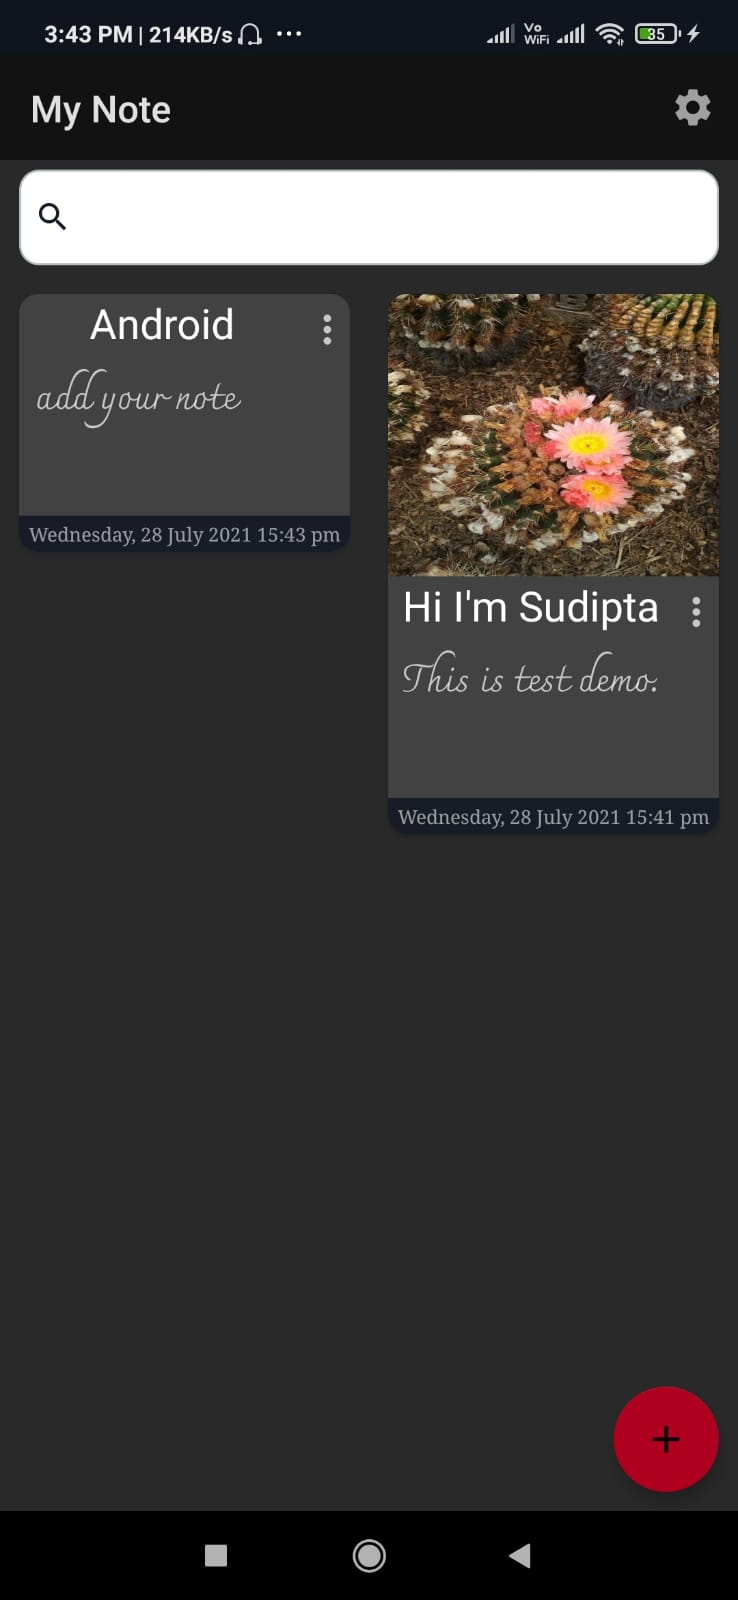 3:43 PM | 214KB/s ... Vo WiFi 35
My Note
Android
add your note
Wednesday, 28 July 2021 15:43 pm
Hi I'm Sudipta
This is test demo.
Wednesday, 28 July 2021 15:41 pm